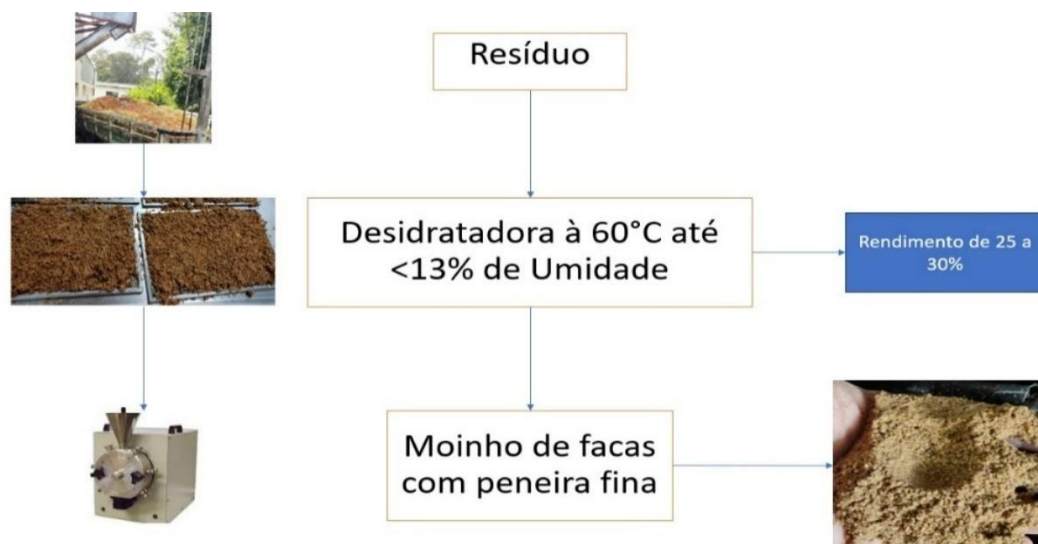 Resíduo
Desidratadora à 60°C até
<13% de Umidade
Rendimento de 25 a
30%
Moinho de facas
com peneira fina